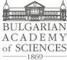 BULGARIAN
ACADEMY
of SCIENCES
1869